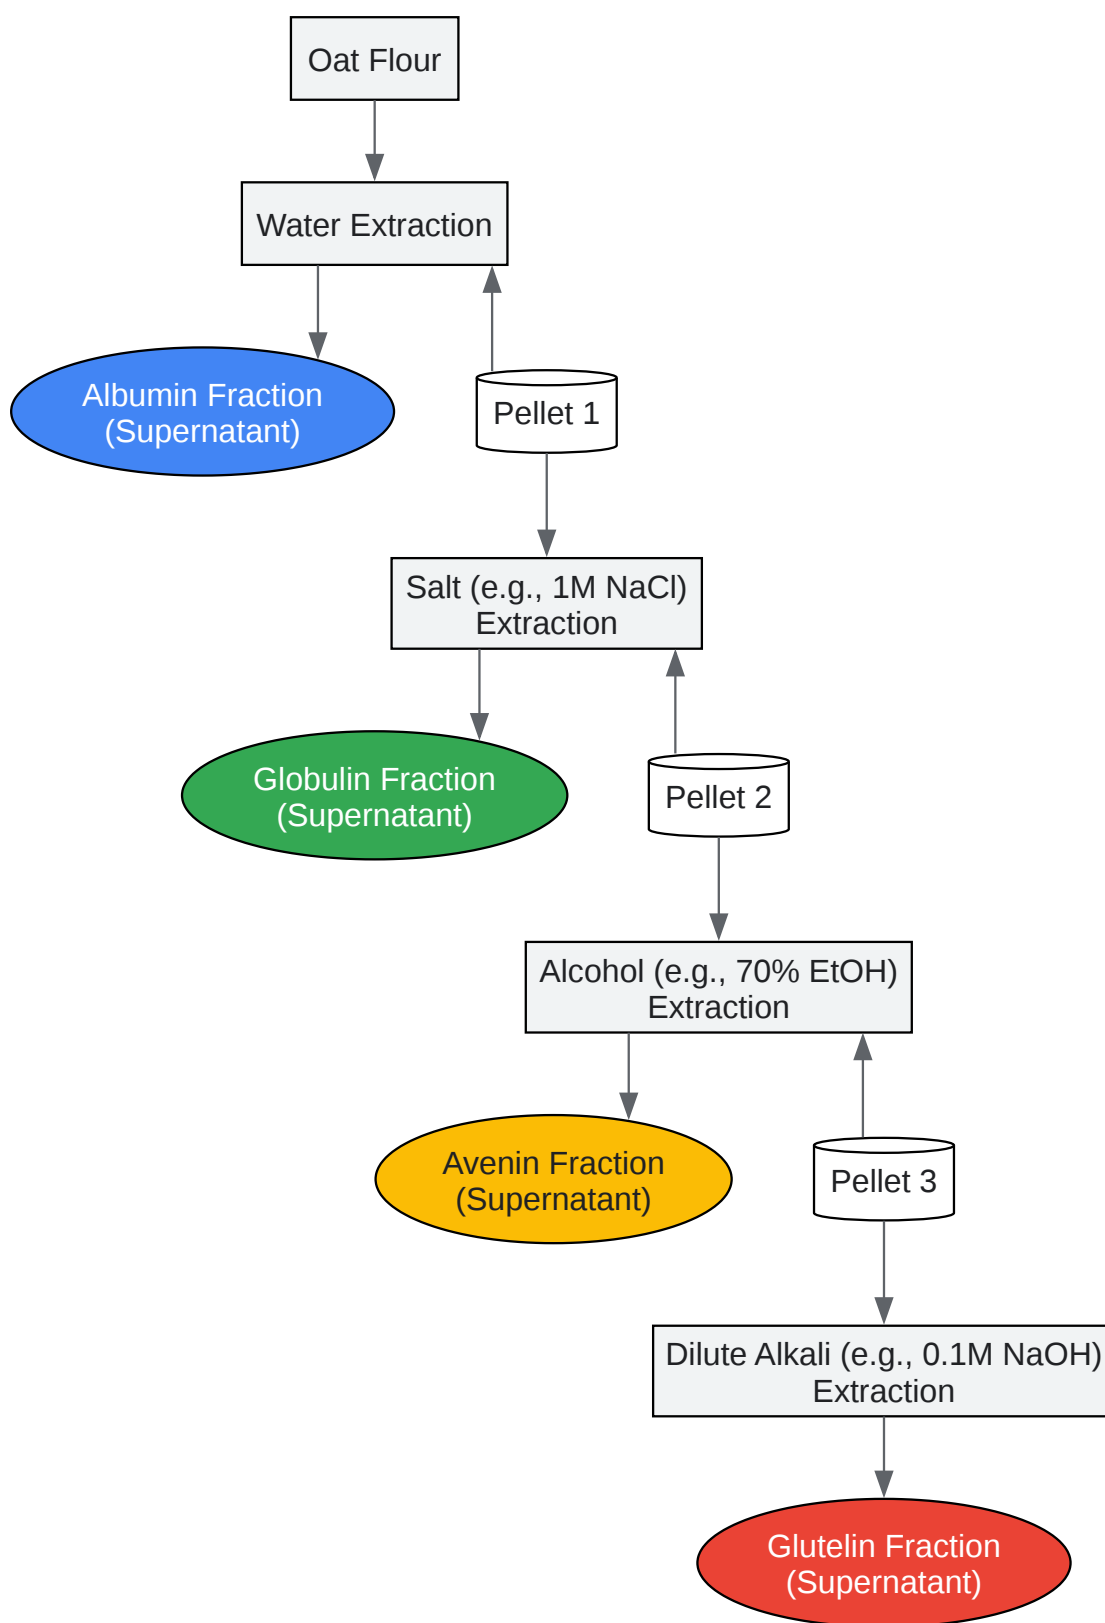 Oat Flour
Water Extraction
Albumin Fraction
(Supernatant)
Pellet 1
Salt (e.g., 1M NaCl)
Extraction
Globulin Fraction
(Supernatant)
Pellet 2
Alcohol (e.g., 70% EtOH)
Extraction
Avenin Fraction
(Supernatant)
Pellet 3
Dilute Alkali (e.g., 0.1M NaOH)
Extraction
Glutelin Fraction
(Supernatant)